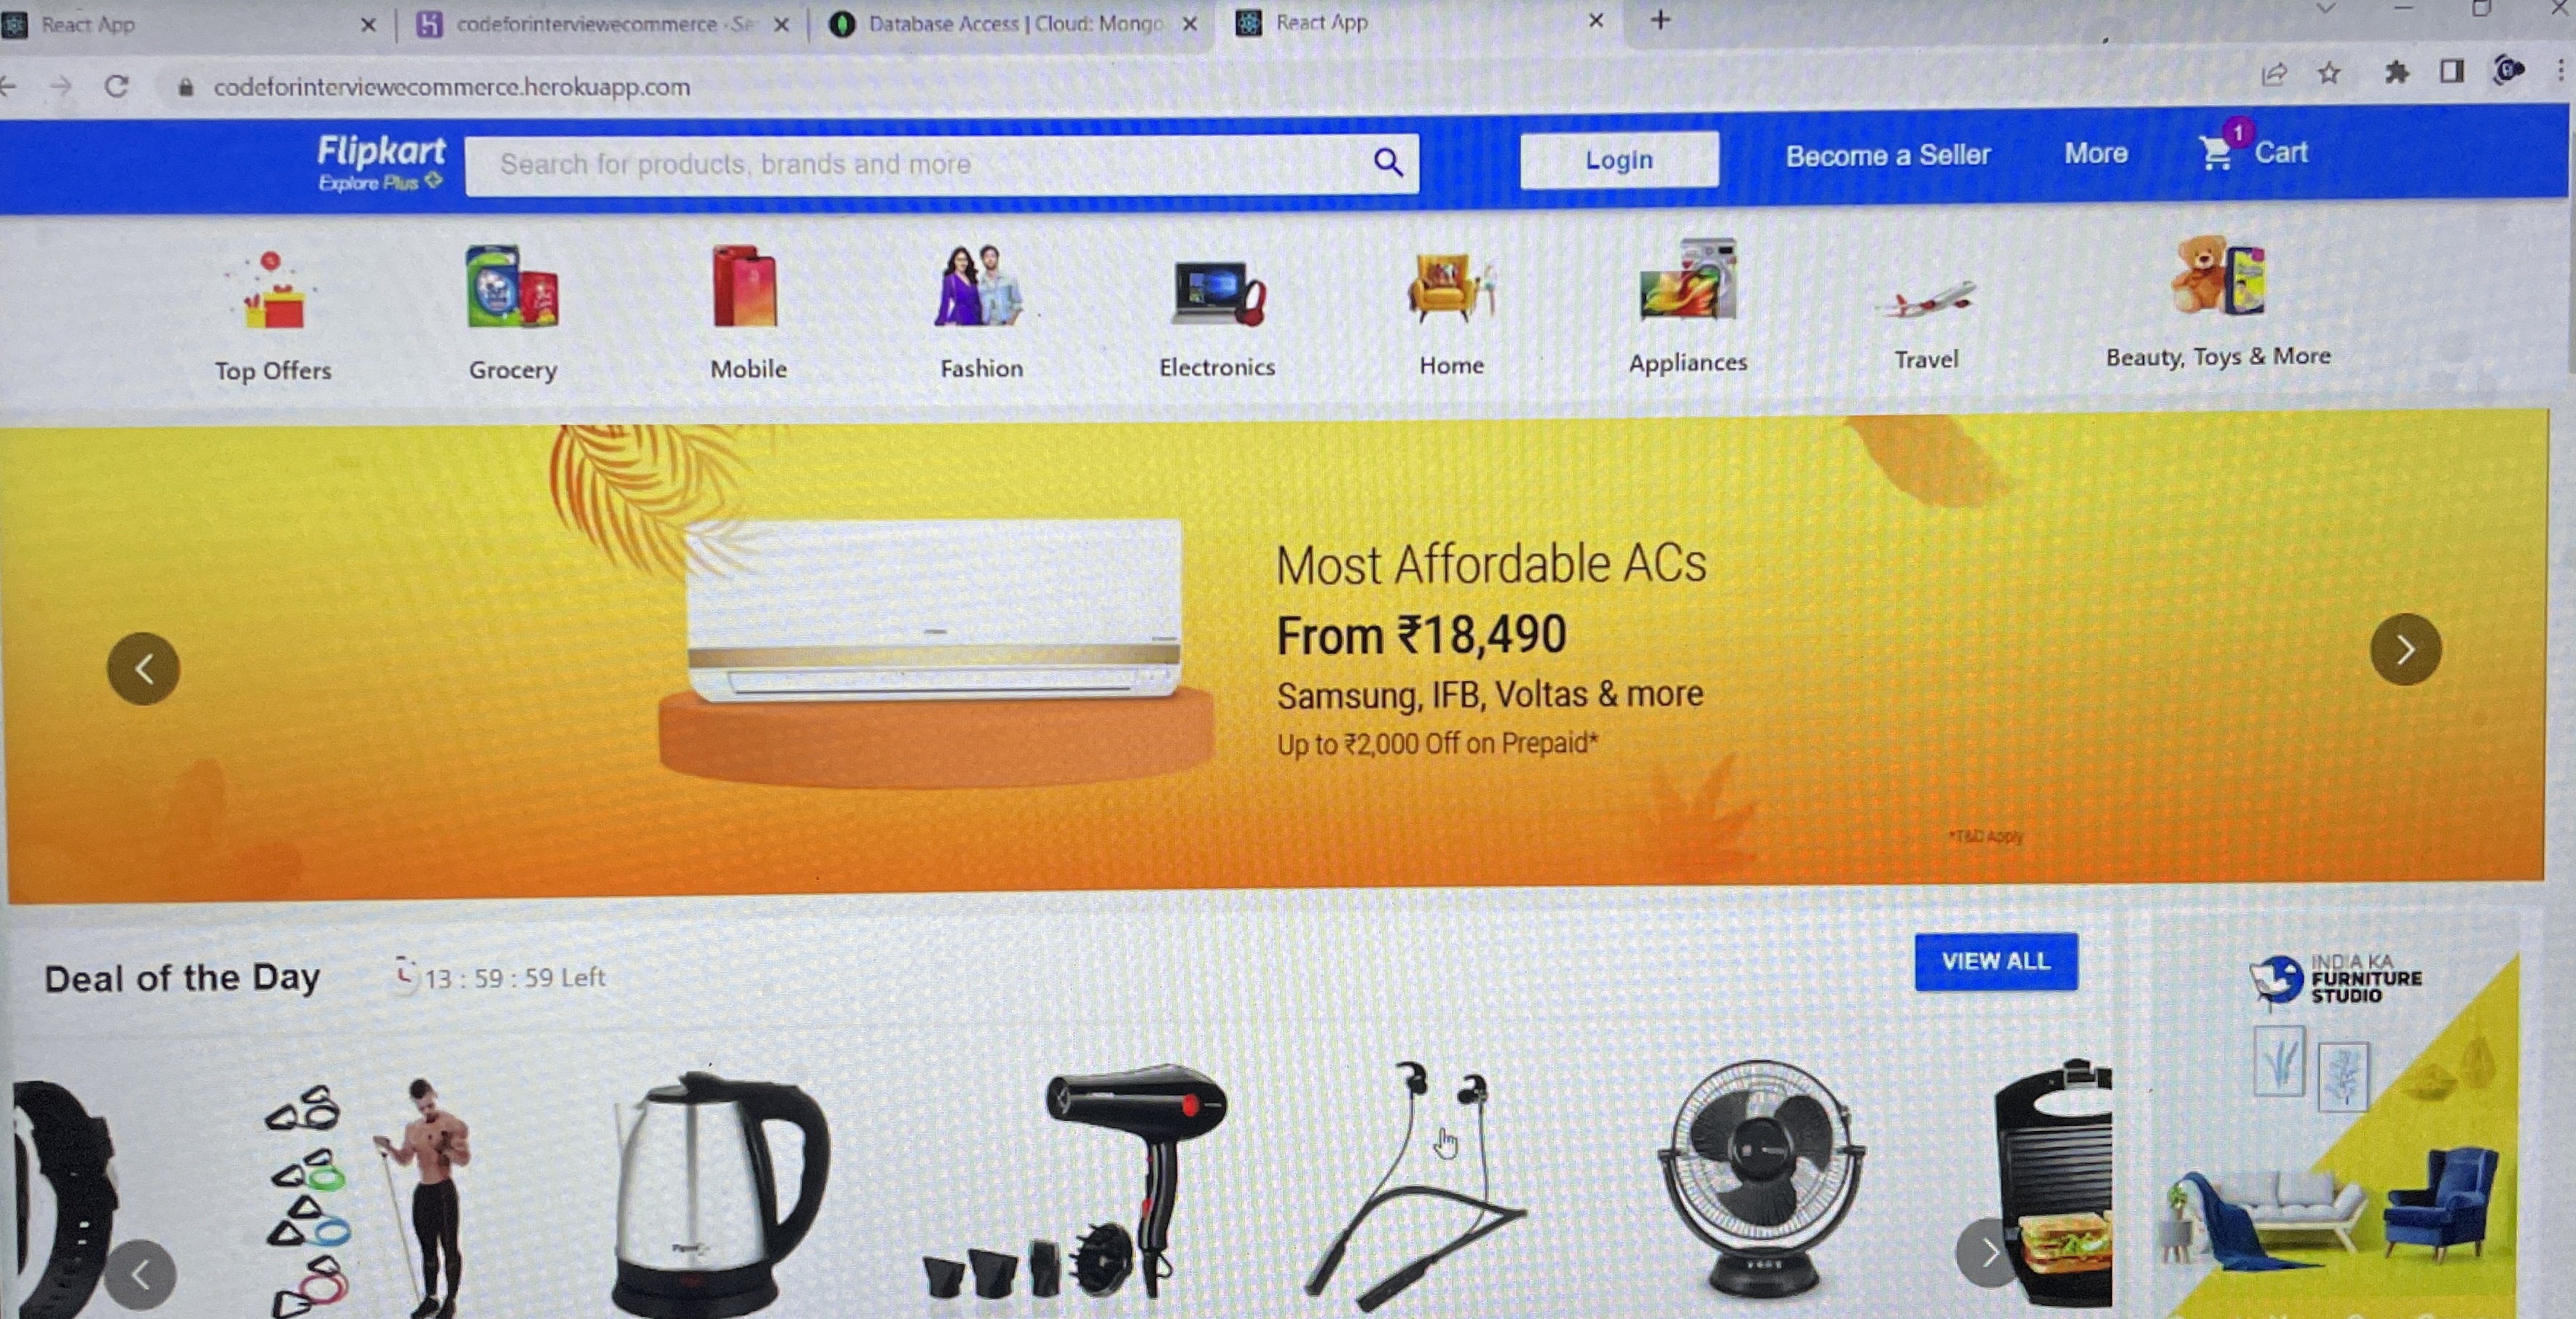 React App
codeforinterviewecommerce · Se
Database Access | Cloud: Mongo
React App
codeforinterviewecommerce.herokuapp.com
Flipkart
Explore Plus
Search for products, brands and more
Login
Become a Seller
More
1
Cart
Top Offers
Grocery
Mobile
Fashion
Electronics
Home
Appliances
Travel
Beauty, Toys & More
Most Affordable ACs
From ₹18,490
Samsung, IFB, Voltas & more
Up to ₹2,000 Off on Prepaid*
*T&C Apply
Deal of the Day
13 : 59 : 59 Left
VIEW ALL
INDIA KA
FURNITURE
STUDIO